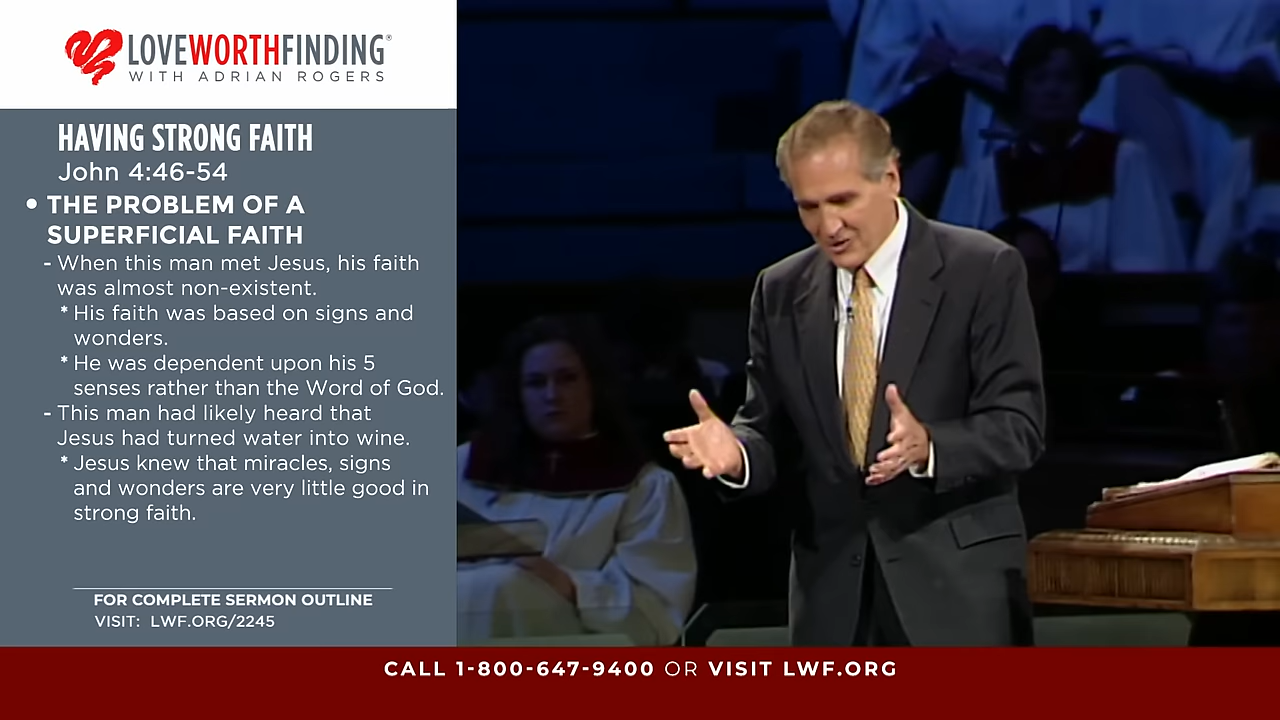 LOVEWORTHFINDING®
WITH ADRIAN ROGERS
HAVING STRONG FAITH
John 4:46-54
• THE PROBLEM OF A
SUPERFICIAL FAITH
- When this man met Jesus, his faith
was almost non-existent.
* His faith was based on signs and
wonders.
* He was dependent upon his 5
senses rather than the Word of God.
- This man had likely heard that
Jesus had turned water into wine.
* Jesus knew that miracles, signs
and wonders are very little good in
strong faith.
FOR COMPLETE SERMON OUTLINE
VISIT: LWF.ORG/2245
CALL 1-800-647-9400 OR VISIT LWF.ORG